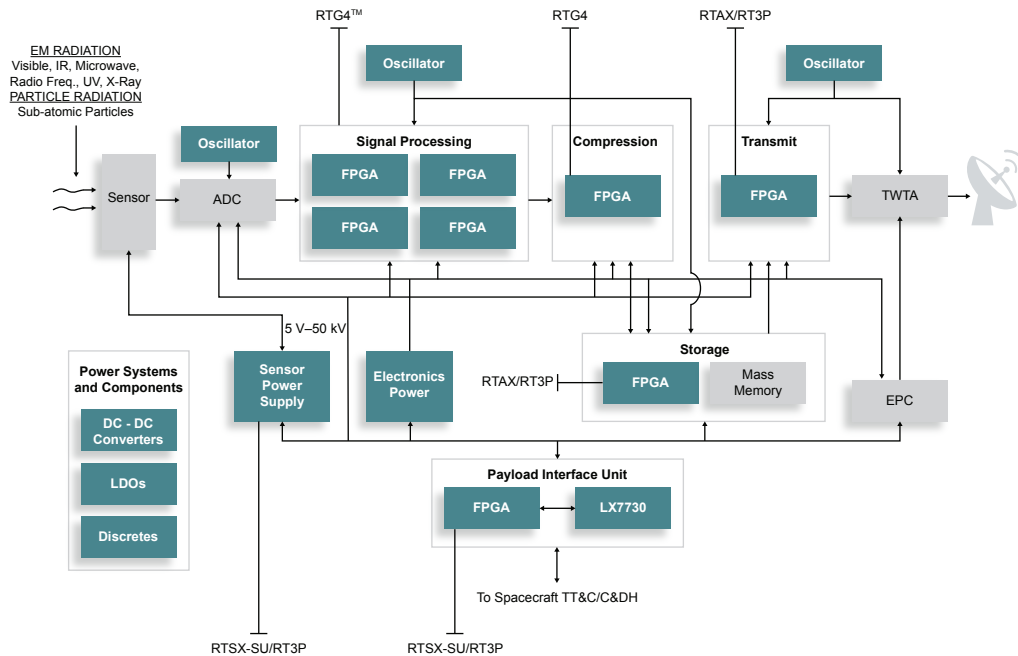 RTG4™
RTG4
RTAX/RT3P
EM RADIATION
Visible, IR, Microwave,
Radio Freq., UV, X-Ray
PARTICLE RADIATION
Sub-atomic Particles
Oscillator
Oscillator
Oscillator
Signal Processing
Compression
Transmit
Sensor
ADC
FPGA
FPGA
FPGA
FPGA
FPGA
FPGA
TWTA
5 V–50 kV
Power Systems
and Components
DC - DC
Converters
LDOs
Discretes
Sensor
Power
Supply
Electronics
Power
RTAX/RT3P
Storage
FPGA
Mass
Memory
EPC
Payload Interface Unit
FPGA
LX7730
To Spacecraft TT&C/C&DH
RTSX-SU/RT3P
RTSX-SU/RT3P